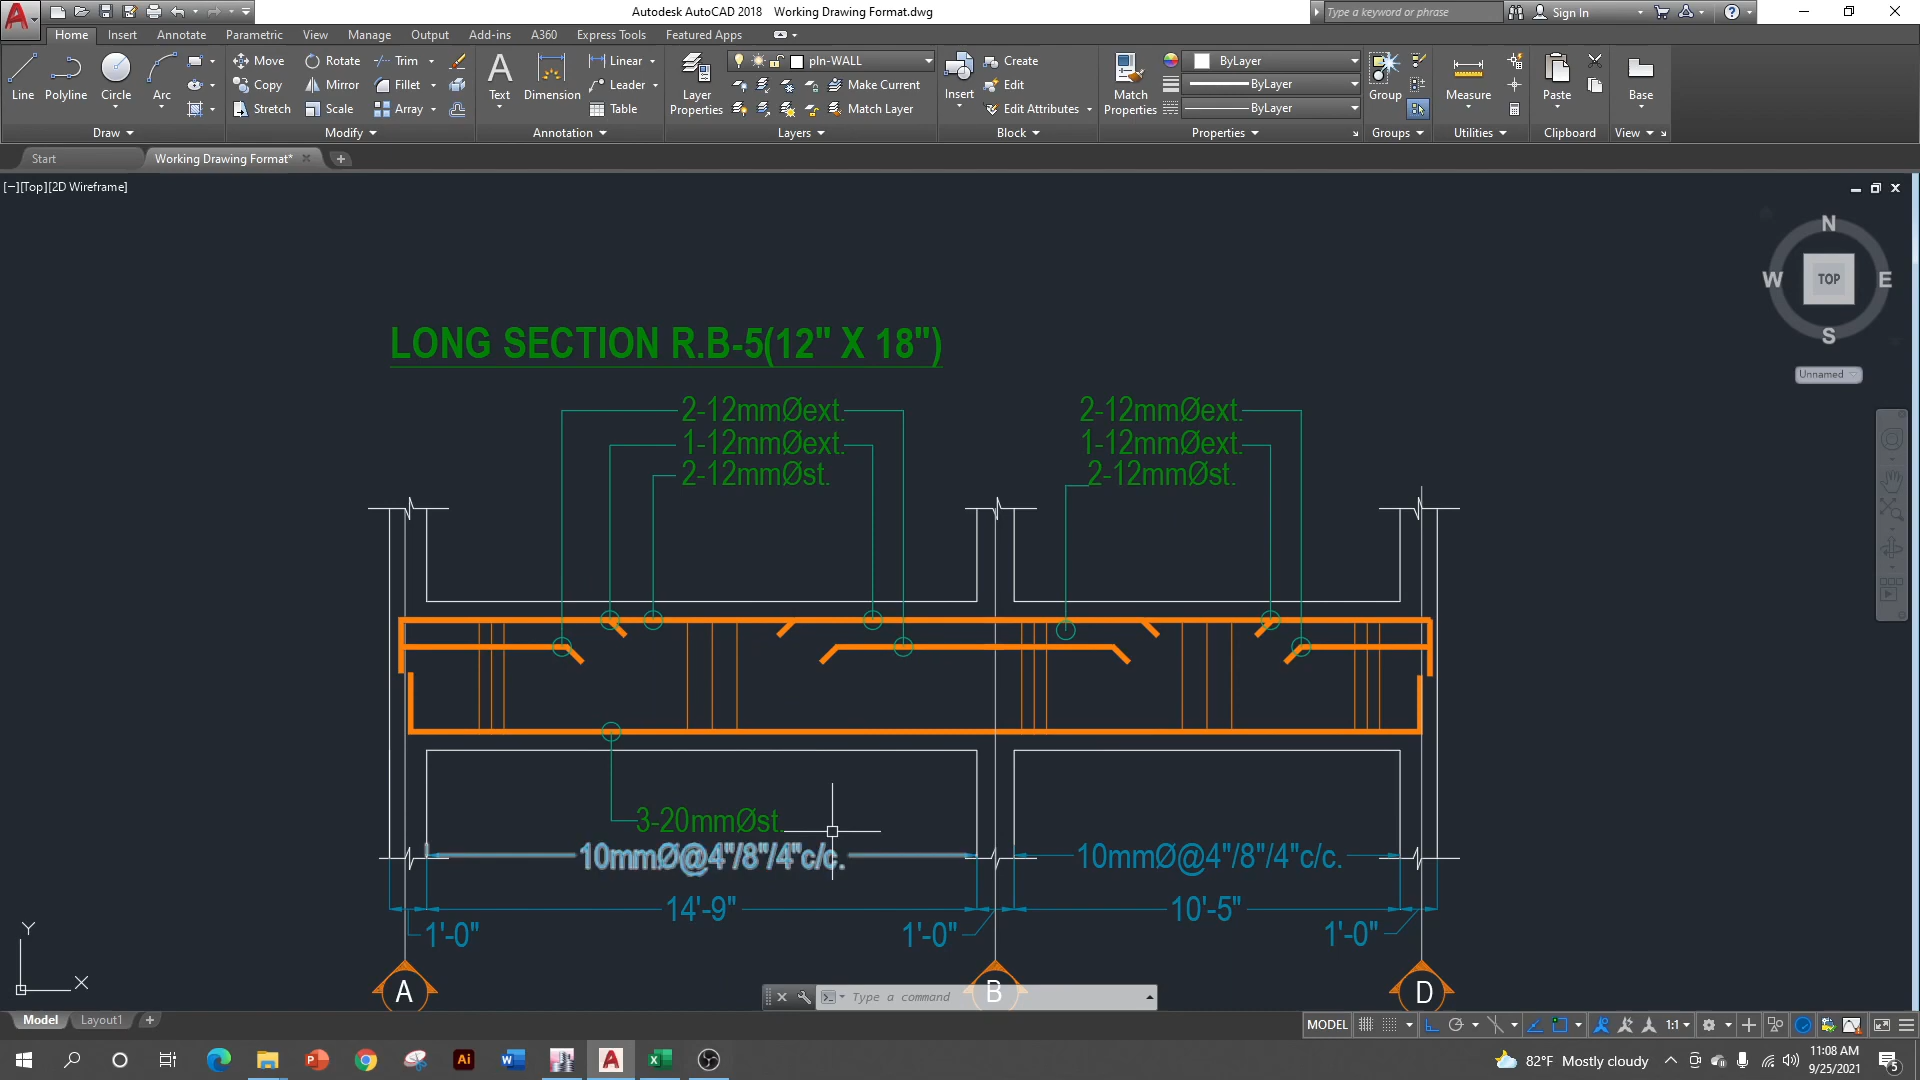 Autodesk AutoCAD 2018 Working Drawing Format.dwg
Type a keyword or phrase
Sign In
Home Insert Annotate Parametric View Manage Output Add-ins A360 Express Tools Featured Apps
Line Polyline Circle Arc
Move Rotate Trim
Copy Mirror Fillet
Stretch Scale Array
Text Dimension
Linear
Leader
Table
Layer Properties
pln-WALL
Make Current
Match Layer
Insert
Create
Edit
Edit Attributes
Match Properties
ByLayer
ByLayer
ByLayer
Group
Measure
Paste
Base
Draw Modify Annotation Layers Block Properties Groups Utilities Clipboard View
Start Working Drawing Format*
[−][Top][2D Wireframe]
N
W TOP E
S
Unnamed
LONG SECTION R.B-5(12" X 18")
2-12mmØext. 2-12mmØext.
1-12mmØext. 1-12mmØext.
2-12mmØst. 2-12mmØst.
3-20mmØst.
10mmØ@4"/8"/4"c/c. 10mmØ@4"/8"/4"c/c.
14'-9" 10'-5"
1'-0" 1'-0" 1'-0"
Y
X
A B D
Type a command
Model Layout1
MODEL 1:1
82°F Mostly cloudy
11:08 AM
9/25/2021
5